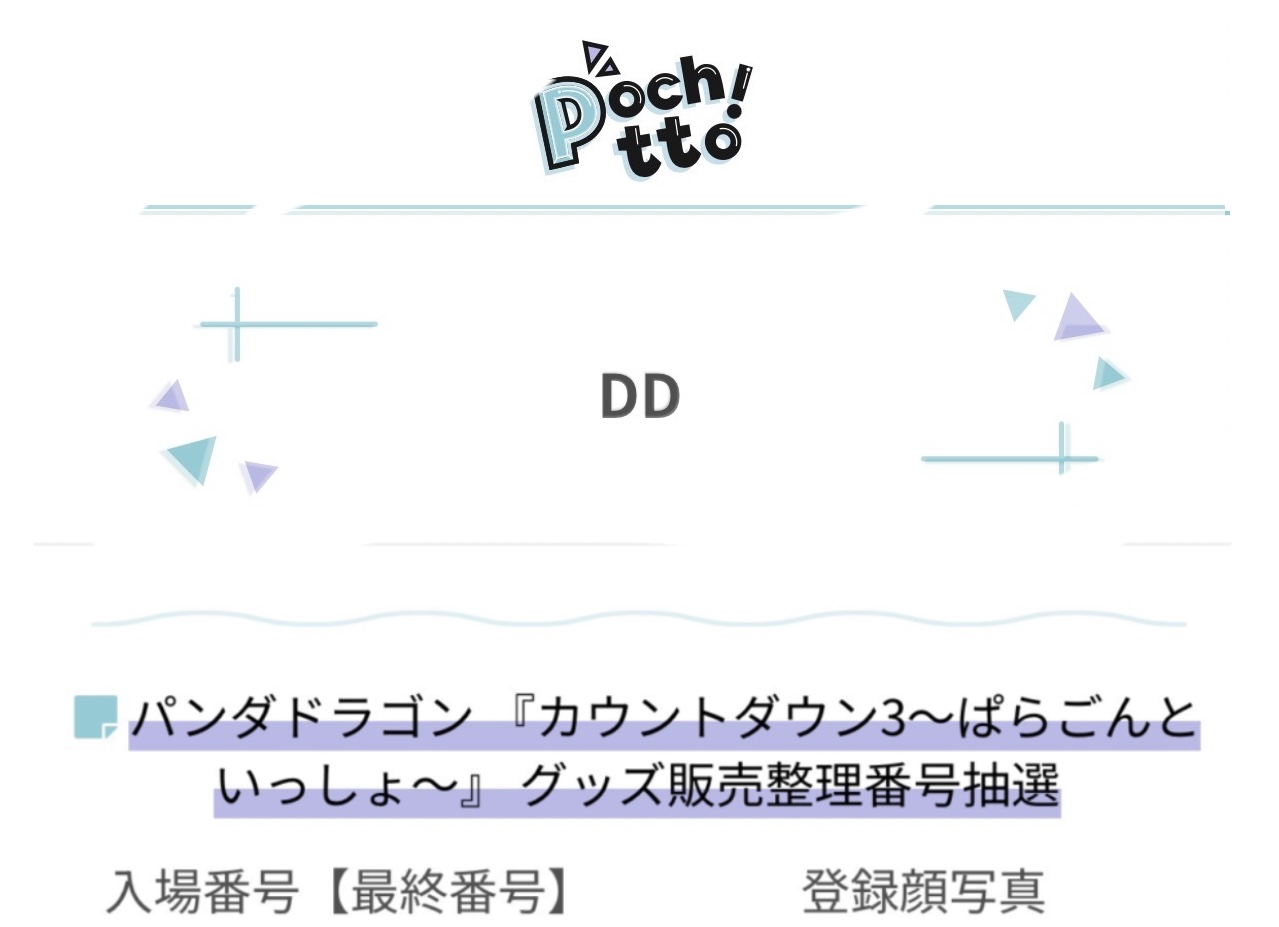 Pochi!
tto
DD
パンダドラゴン 『カウントダウン3〜ぱらごんと
いっしょ〜』 グッズ販売整理番号抽選
入場番号【最終番号】 登録顔写真